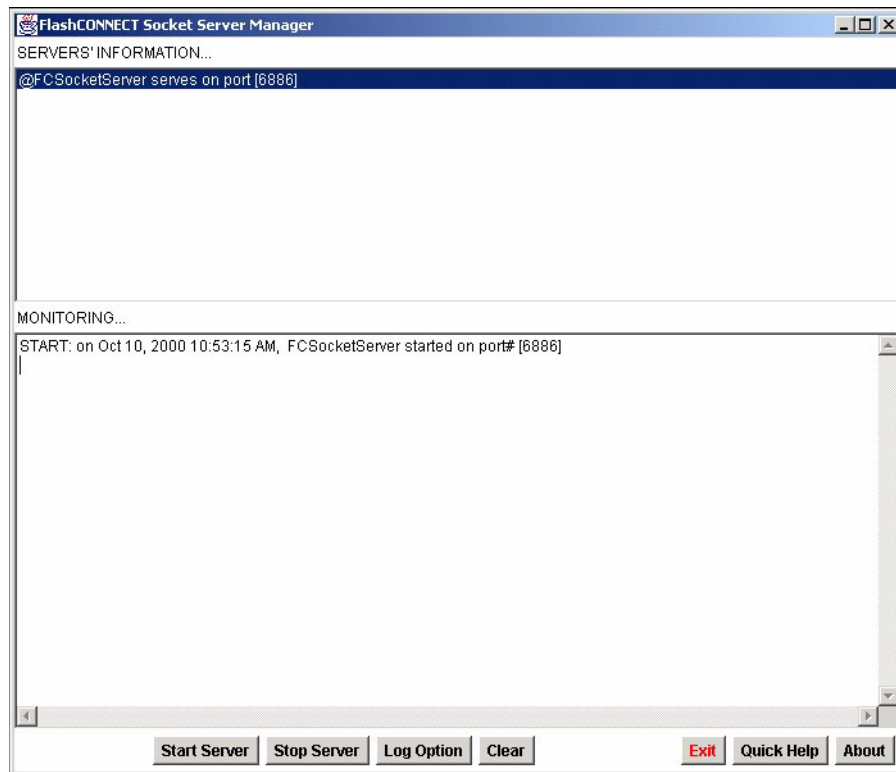 FlashCONNECT Socket Server Manager
SERVERS' INFORMATION...
@FCSocketServer serves on port [6886]
MONITORING...
START: on Oct 10, 2000 10:53:15 AM,  FCSocketServer started on port# [6886]
Start Server Stop Server Log Option Clear Exit Quick Help About